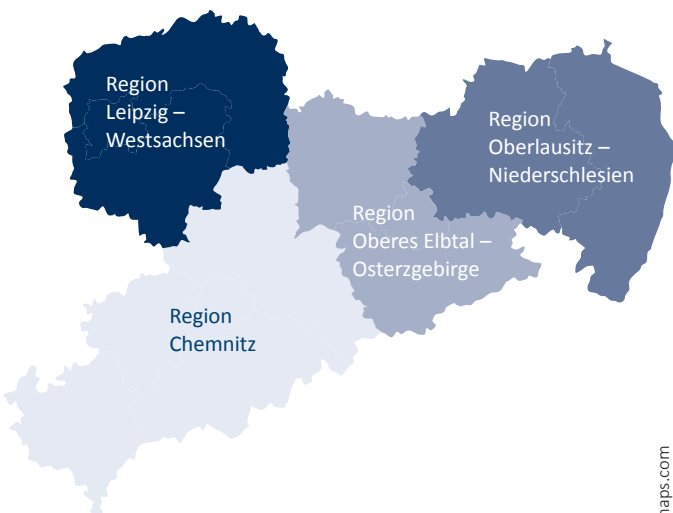 Region
Leipzig –
Westsachsen
Region
Oberlausitz –
Niederschlesien
Region
Oberes Elbtal –
Osterzgebirge
Region
Chemnitz
naps.com